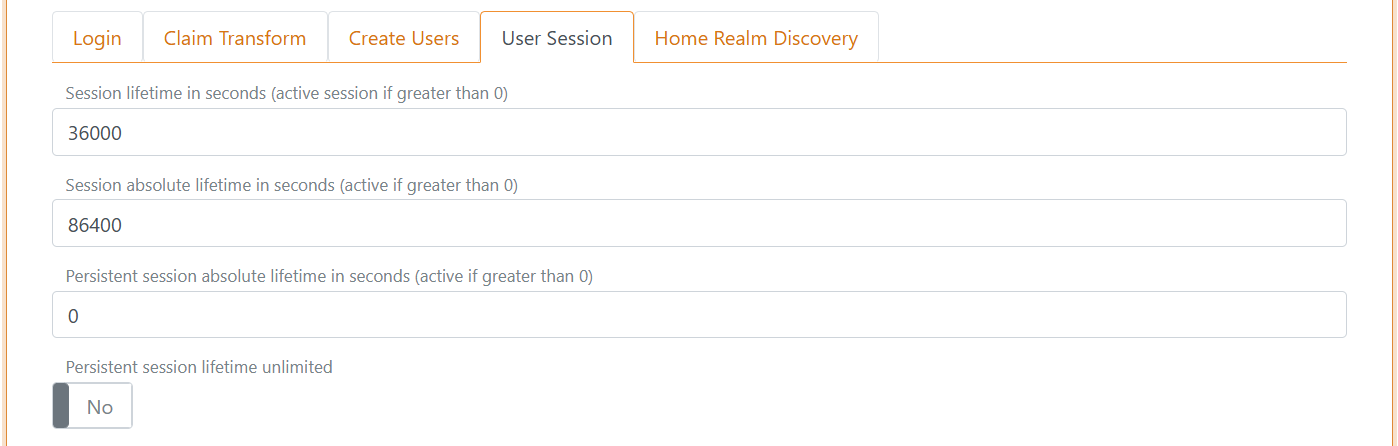 Login Claim Transform Create Users User Session Home Realm Discovery
Session lifetime in seconds (active session if greater than 0)
36000
Session absolute lifetime in seconds (active if greater than 0)
86400
Persistent session absolute lifetime in seconds (active if greater than 0)
0
Persistent session lifetime unlimited
No